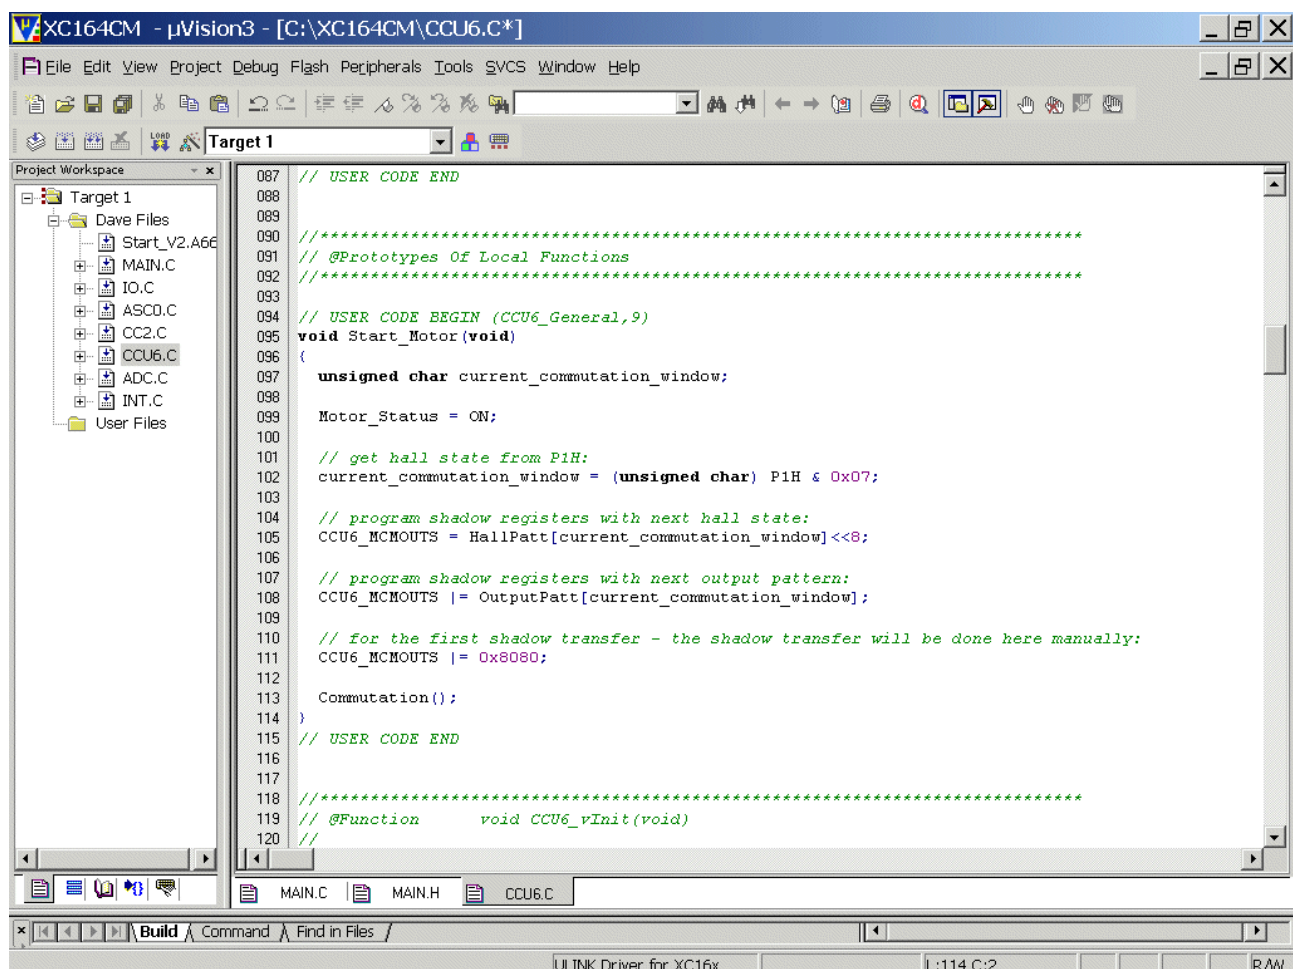 XC164CM - µVision3 - [C:\XC164CM\CCU6.C*]
File Edit View Project Debug Flash Peripherals Tools SVCS Window Help
LOAD
Target 1
Project Workspace
Target 1
Dave Files
Start_V2.A66
MAIN.C
IO.C
ASC0.C
CC2.C
CCU6.C
ADC.C
INT.C
User Files
087 // USER CODE END
088
089
090 //****************************************************************************
091 // @Prototypes Of Local Functions
092 //****************************************************************************
093
094 // USER CODE BEGIN (CCU6_General,9)
095 void Start_Motor(void)
096 {
097 unsigned char current_commutation_window;
098
099 Motor_Status = ON;
100
101 // get hall state from P1H:
102 current_commutation_window = (unsigned char) P1H & 0x07;
103
104 // program shadow registers with next hall state:
105 CCU6_MCMOUTS = HallPatt[current_commutation_window]<<8;
106
107 // program shadow registers with next output pattern:
108 CCU6_MCMOUTS |= OutputPatt[current_commutation_window];
109
110 // for the first shadow transfer - the shadow transfer will be done here manually:
111 CCU6_MCMOUTS |= 0x8080;
112
113 Commutation();
114 }
115 // USER CODE END
116
117
118 //****************************************************************************
119 // @Function void CCU6_vInit(void)
120 //
MAIN.C MAIN.H CCU6.C
Build Command Find in Files
ULINK Driver for XC16x L:114 C:2 R/W